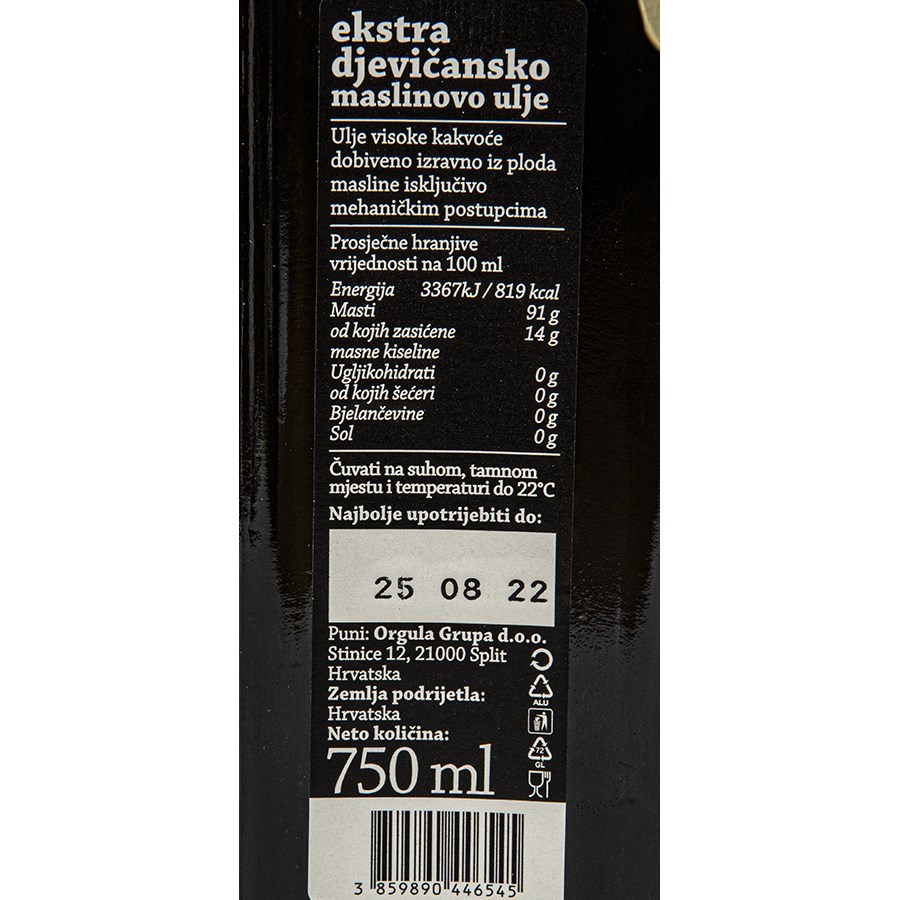 ekstra
djevičansko
maslinovo ulje
Ulje visoke kakvoće
dobiveno izravno iz ploda
masline isključivo
mehaničkim postupcima
Prosječne hranjive
vrijednosti na 100 ml
Energija 3367kJ / 819 kcal
Masti 91 g
od kojih zasićene 14 g
masne kiseline
Ugljikohidrati 0 g
od kojih šećeri 0 g
Bjelančevine 0 g
Sol 0 g
Čuvati na suhom, tamnom
mjestu i temperaturi do 22°C
Najbolje upotrijebiti do:
25 08 22
Puni: Orgula Grupa d.o.o.
Stinice 12, 21000 Split
Hrvatska
Zemlja podrijetla:
Hrvatska
Neto količina:
750 ml
ALU
72
GL
3 859890 446545